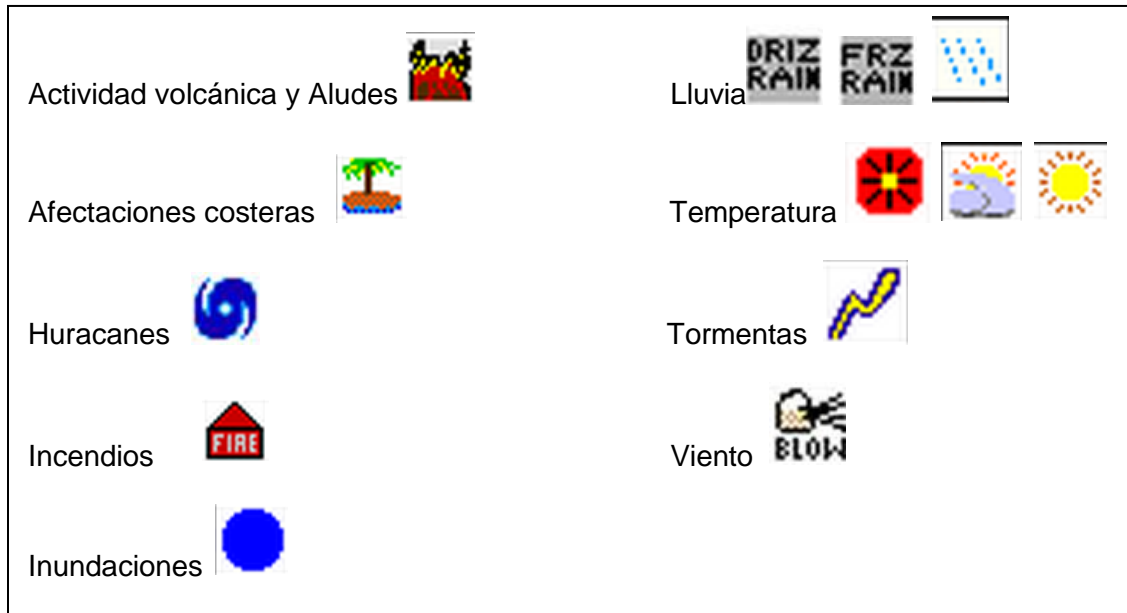 Actividad volcánica y Aludes
Afectaciones costeras
Huracanes
Incendios
FIRE
Inundaciones
Lluvia
DRIZ
RAIN
FRZ
RAIN
Temperatura
Tormentas
Viento
BLOW